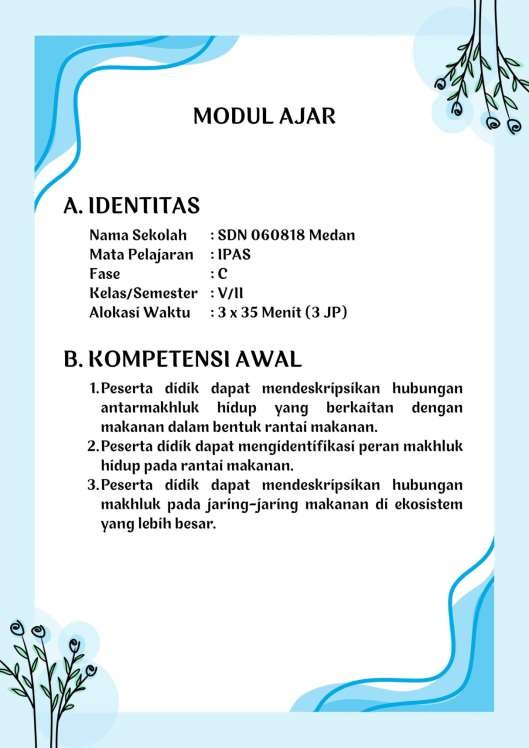 MODUL AJAR
A. IDENTITAS
Nama Sekolah : SDN 060818 Medan
Mata Pelajaran : IPAS
Fase : C
Kelas/Semester : V/II
Alokasi Waktu : 3 x 35 Menit (3 JP)
B. KOMPETENSI AWAL
1. Peserta didik dapat mendeskripsikan hubungan
antarmakhluk hidup yang berkaitan dengan
makanan dalam bentuk rantai makanan.
2. Peserta didik dapat mengidentifikasi peran makhluk
hidup pada rantai makanan.
3. Peserta didik dapat mendeskripsikan hubungan
makhluk pada jaring-jaring makanan di ekosistem
yang lebih besar.